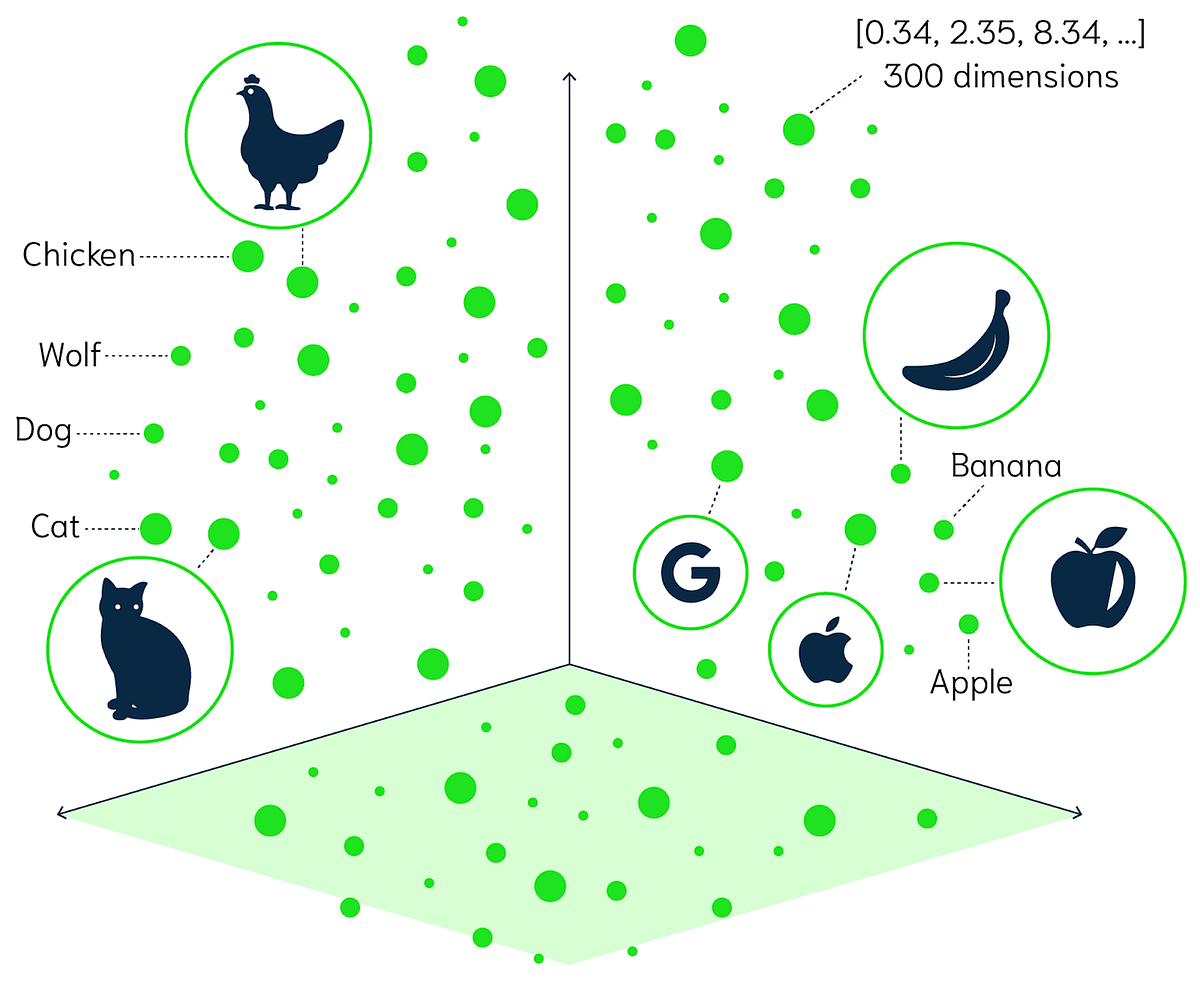 [0.34, 2.35, 8.34, ...]
300 dimensions
Chicken
Wolf
Dog
Cat
Banana
Apple
G